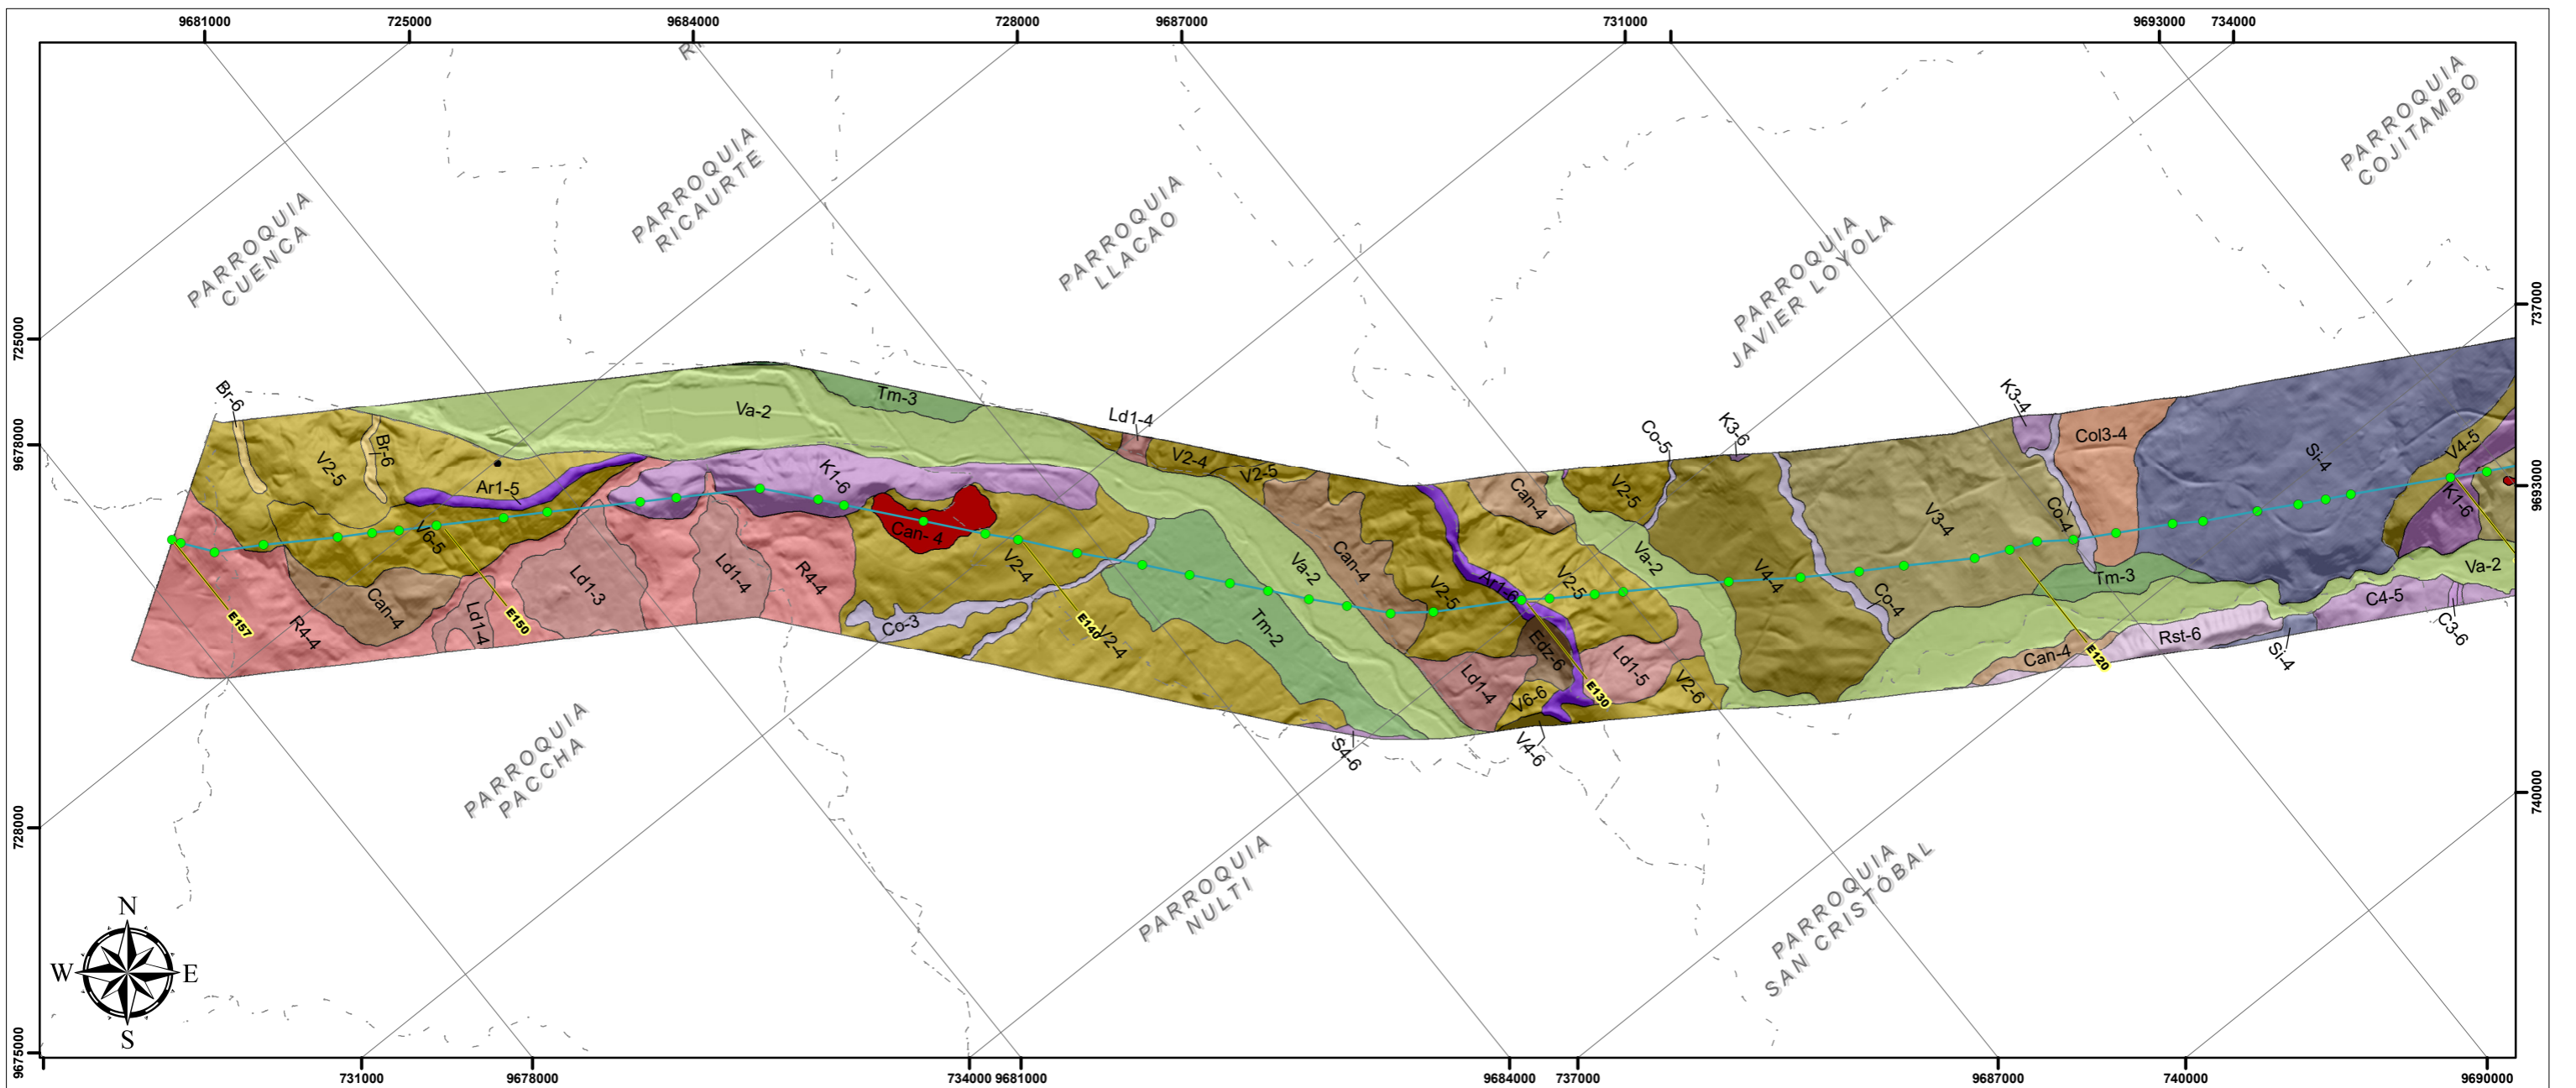 9681000 725000 9684000 728000 9687000 731000 9693000 734000
PARROQUIA
COJITAMBO
PARROQUIA
RICAURTE
PARROQUIA
CUENCA
PARROQUIA
LLACAO
PARROQUIA
JAVIER LOYOLA
725000
9678000
728000
9675000
737000
9693000
740000
Br-6
Br-6
V2-5
Ar1-5
V6-5
Va-2
Tm-3
K1-6
Can-4
Ld1-4
Ld1-3
Ld1-4
R4-4
R4-4
Can- 4
V2-4
Co-3
V2-4
Ld1-4
V2-4
V2-5
Tm-2
Va-2
Can-4
V2-5
Ar1-6
Can-4
V2-5
V2-5
Co-5
K3-6
Va-2
V4-4
V3-4
Co-4
K3-4
Co-4
Col3-4
Tm-3
Si-4
V4-5
K1-6
Va-2
C4-5
C3-6
Si-4
Rst-6
Can-4
Ld1-4
Edz-6
Ld1-5
V2-6
V6-6
V4-6
S4-6
E157
E150
E140
E130
E120
PARROQUIA
PACCHA
PARROQUIA
NULTI
PARROQUIA
SAN CRISTÓBAL
N
W E
S
731000 9678000 734000 9681000 9684000 737000 9687000 740000 9690000